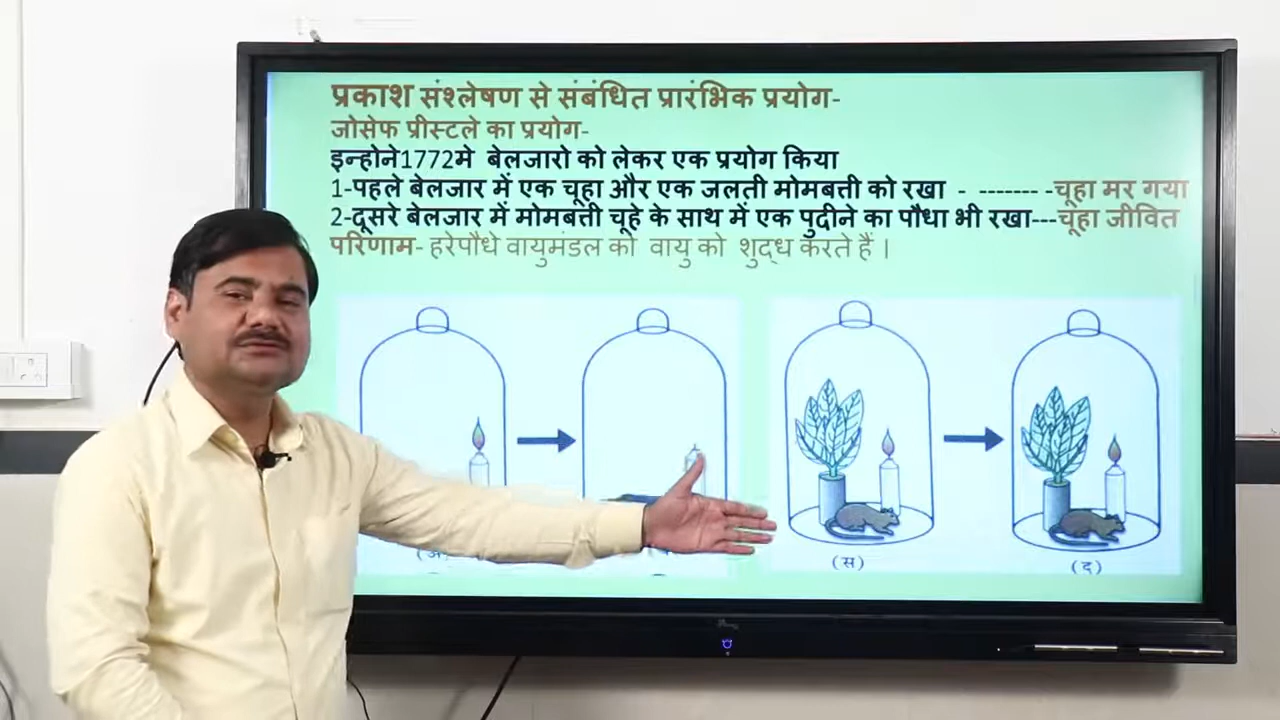 प्रकाश संश्लेषण से संबंधित प्रारंभिक प्रयोग-
जोसेफ प्रीस्टले का प्रयोग-
इन्होने1772मे बेलजारो को लेकर एक प्रयोग किया
1-पहले बेलजार में एक चूहा और एक जलती मोमबत्ती को रखा - ------- -चूहा मर गया
2-दूसरे बेलजार में मोमबत्ती चूहे के साथ में एक पुदीने का पौधा भी रखा---चूहा जीवित
परिणाम- हरेपौधे वायुमंडल को वायु को शुद्ध करते हैं ।
(स)
(द)